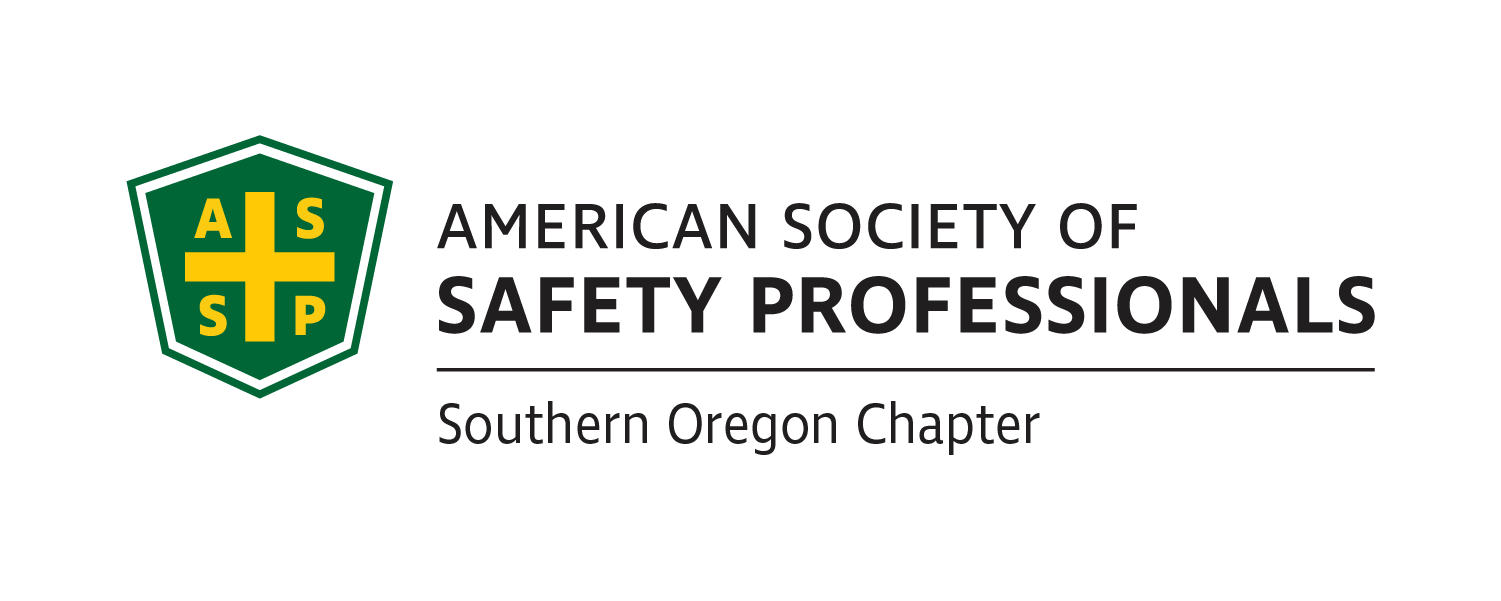 A S
S P
AMERICAN SOCIETY OF
SAFETY PROFESSIONALS
Southern Oregon Chapter